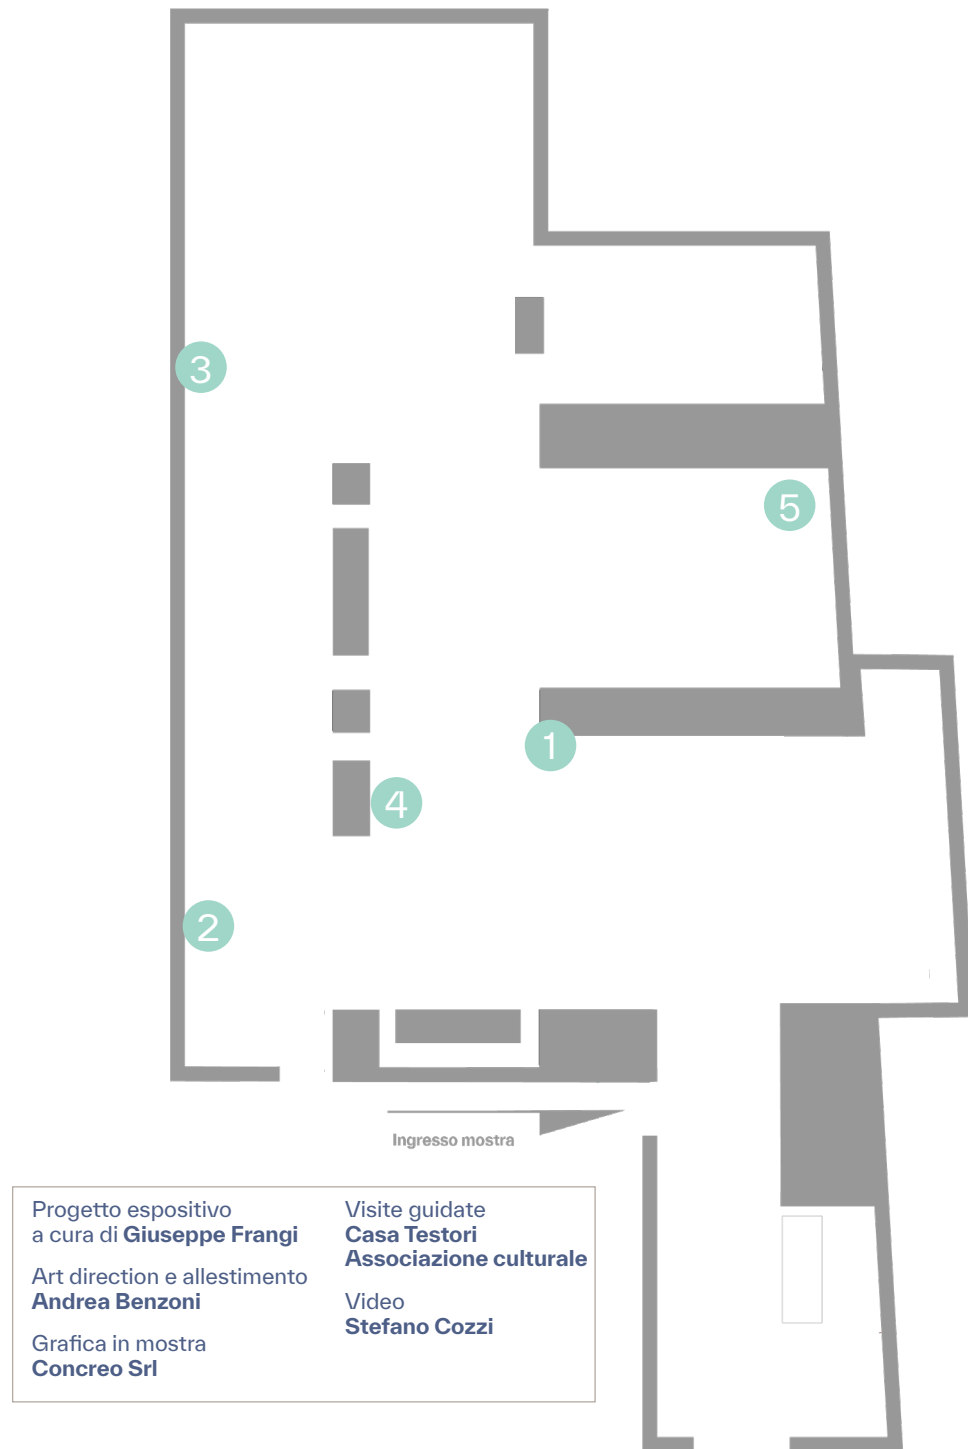 3
5
1
4
2
Ingresso mostra
Progetto espositivo
a cura di Giuseppe Frangi
Art direction e allestimento
Andrea Benzoni
Grafica in mostra
Concreo Srl
Visite guidate
Casa Testori
Associazione culturale
Video
Stefano Cozzi